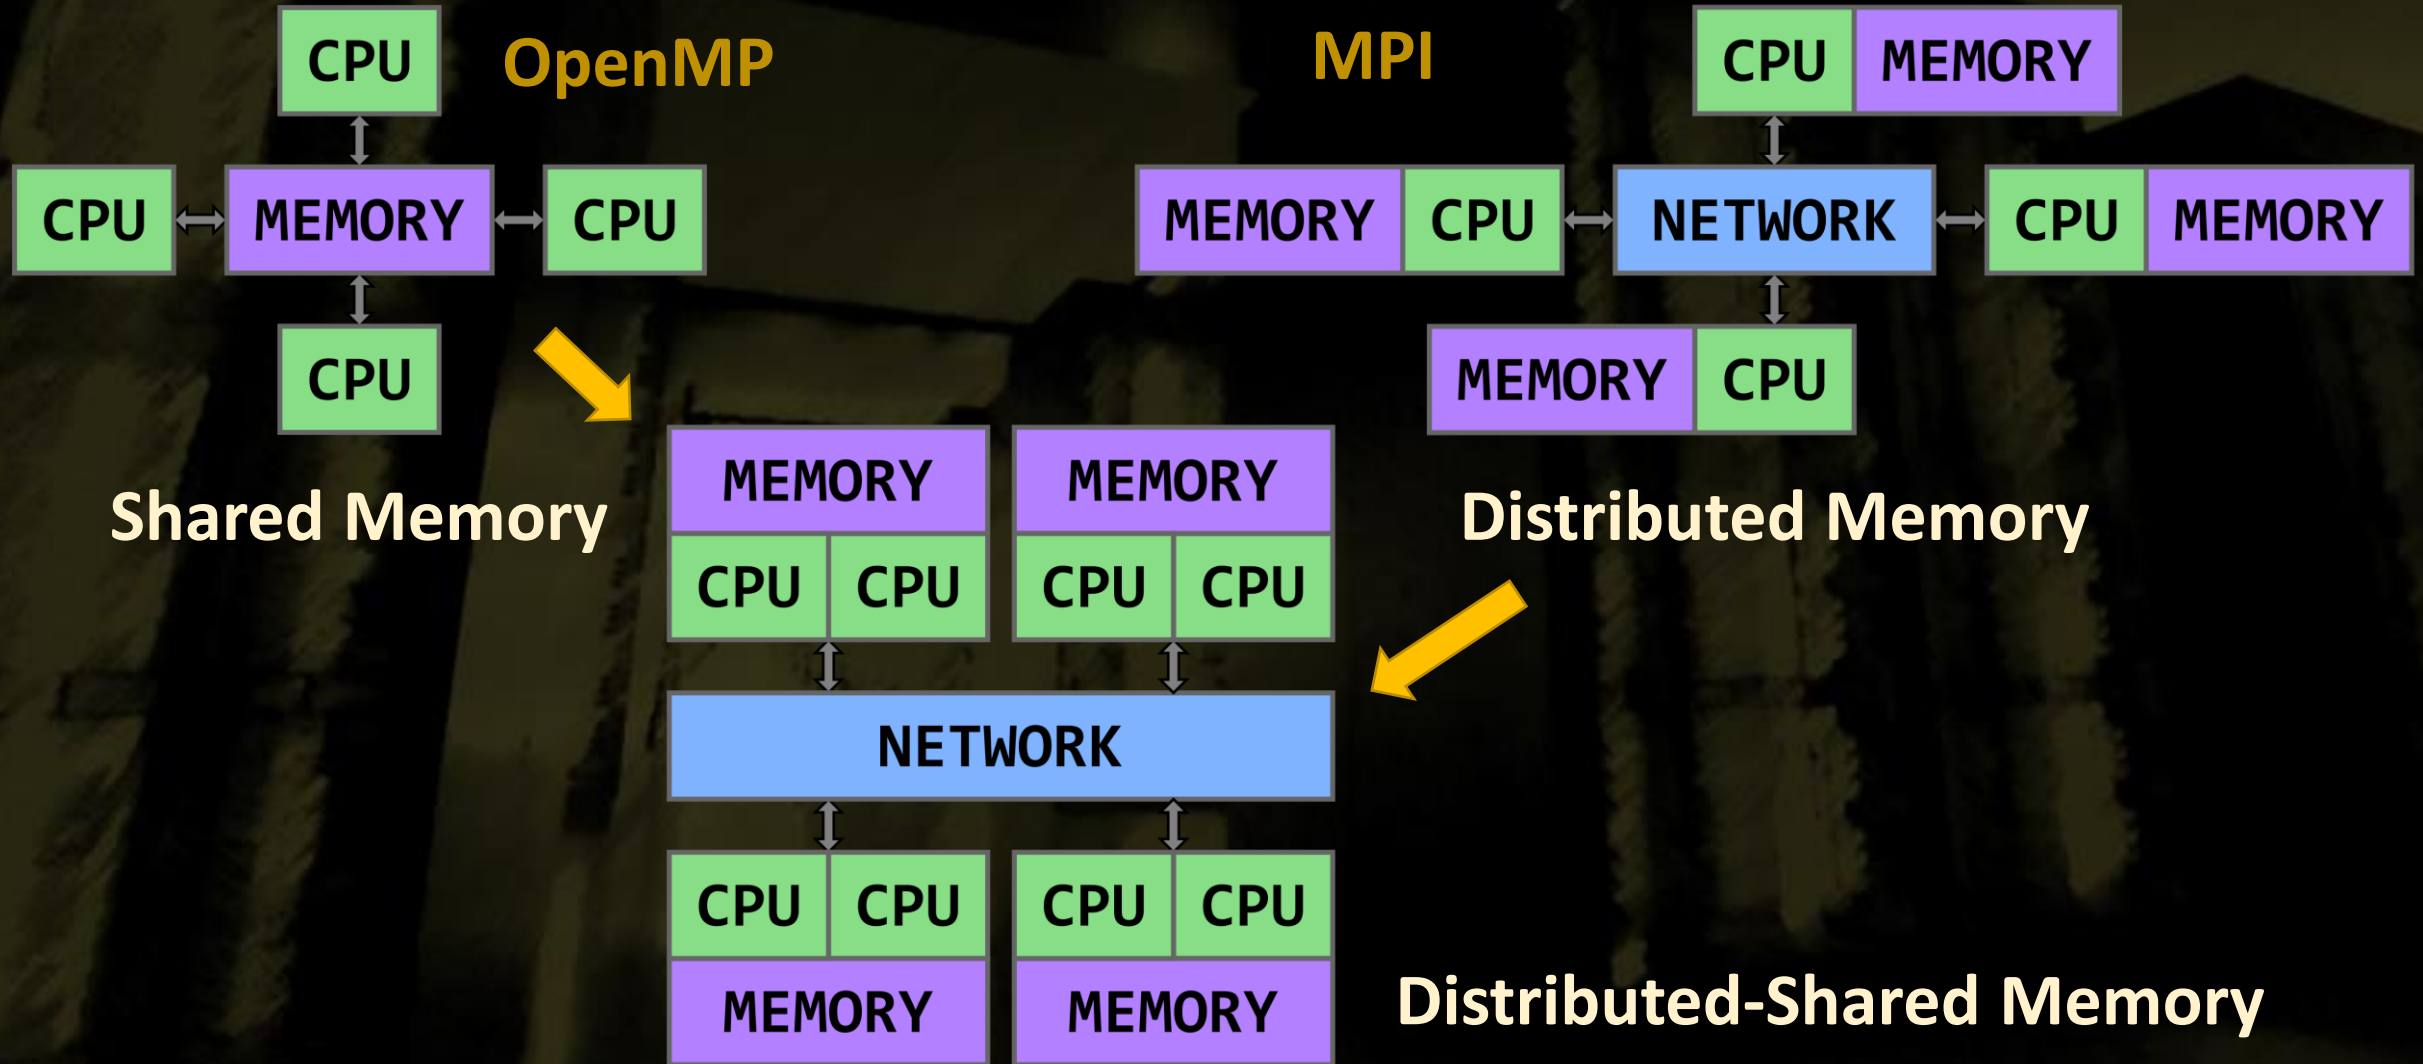 OpenMP
CPU
CPU MEMORY CPU
CPU
Shared Memory
MPI
CPU MEMORY
MEMORY CPU NETWORK CPU MEMORY
MEMORY CPU
Distributed Memory
MEMORY MEMORY
CPU CPU CPU CPU
NETWORK
CPU CPU CPU CPU
MEMORY MEMORY
Distributed-Shared Memory